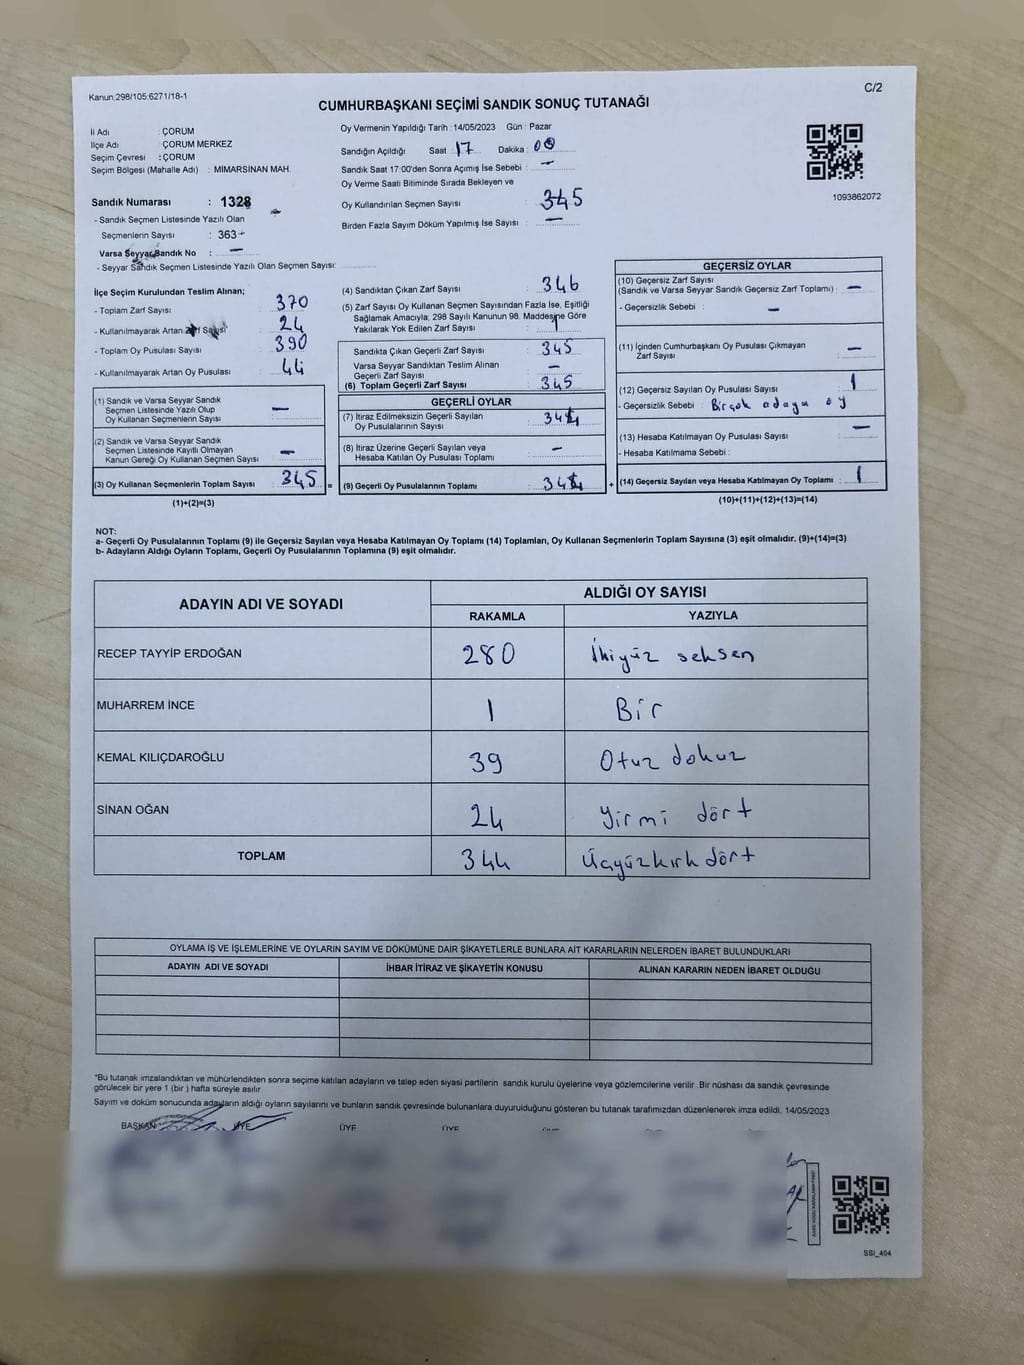 Kanun:298/105:6271/18-1
C/2
CUMHURBAŞKANI SEÇİMİ SANDIK SONUÇ TUTANAĞI
İl Adı : ÇORUM
İlçe Adı : ÇORUM MERKEZ
Seçim Çevresi : ÇORUM
Seçim Bölgesi (Mahalle Adı) : MİMARSİNAN MAH.
Oy Vermenin Yapıldığı Tarih : 14/05/2023 Gün : Pazar
Sandığın Açıldığı Saat : 17 Dakika : 00
Sandık Saat 17:00'den Sonra Açımış İse Sebebi : —
Oy Verme Saati Bitiminde Sırada Bekleyen ve
Oy Kullandırılan Seçmen Sayısı : 345
Birden Fazla Sayım Döküm Yapılmış İse Sayısı : —
1093862072
Sandık Numarası : 1328
- Sandık Seçmen Listesinde Yazılı Olan
Seçmenlerin Sayısı : 363
Varsa Seyyar Sandık No : —
- Seyyar Sandık Seçmen Listesinde Yazılı Olan Seçmen Sayısı:
İlçe Seçim Kurulundan Teslim Alınan;
- Toplam Zarf Sayısı : 370
- Kullanılmayarak Artan Zarf Sayısı : 24
- Toplam Oy Pusulası Sayısı : 390
- Kullanılmayarak Artan Oy Pusulası : 44
(1) Sandık ve Varsa Seyyar Sandık
Seçmen Listesinde Yazılı Olup
Oy Kullanan Seçmenlerin Sayısı : —
(2) Sandık ve Varsa Seyyar Sandık
Seçmen Listesinde Kayıtlı Olmayan
Kanun Gereği Oy Kullanan Seçmen Sayısı : —
(3) Oy Kullanan Seçmenlerin Toplam Sayısı : 345 =
(1)+(2)=(3)
(4) Sandıktan Çıkan Zarf Sayısı : 346
(5) Zarf Sayısı Oy Kullanan Seçmen Sayısından Fazla İse, Eşitliği
Sağlamak Amacıyla; 298 Sayılı Kanunun 98. Maddesine Göre
Yakılarak Yok Edilen Zarf Sayısı : 1
Sandıkta Çıkan Geçerli Zarf Sayısı : 345
Varsa Seyyar Sandıktan Teslim Alınan
Geçerli Zarf Sayısı : —
(6) Toplam Geçerli Zarf Sayısı : 345
GEÇERLİ OYLAR
(7) İtiraz Edilmeksizin Geçerli Sayılan
Oy Pusulasının Sayısı : 344
(8) İtiraz Üzerine Geçerli Sayılan veya
Hesaba Katılan Oy Pusulası Toplamı : —
(9) Geçerli Oy Pusulalarının Toplamı : 344 +
GEÇERSİZ OYLAR
(10) Geçersiz Zarf Sayısı
(Sandık ve Varsa Seyyar Sandık Geçersiz Zarf Toplamı) : —
- Geçersizlik Sebebi : —
(11) İçinden Cumhurbaşkanı Oy Pusulası Çıkmayan
Zarf Sayısı : —
(12) Geçersiz Sayılan Oy Pusulası Sayısı : 1
- Geçersizlik Sebebi : Birçok adaya oy
(13) Hesaba Katılmayan Oy Pusulası Sayısı : —
- Hesaba Katılmama Sebebi :
(14) Geçersiz Sayılan veya Hesaba Katılmayan Oy Toplamı : 1
(10)+(11)+(12)+(13)=(14)
NOT:
a- Geçerli Oy Pusulalarının Toplamı (9) ile Geçersiz Sayılan veya Hesaba Katılmayan Oy Toplamı (14) Toplamları, Oy Kullanan Seçmenlerin Toplam Sayısına (3) eşit olmalıdır. (9)+(14)=(3)
b- Adayların Aldığı Oyların Toplamı, Geçerli Oy Pusulalarının Toplamına (9) eşit olmalıdır.
ADAYIN ADI VE SOYADI
ALDIĞI OY SAYISI
RAKAMLA YAZIYLA
RECEP TAYYİP ERDOĞAN 280 İkiyüz seksen
MUHARREM İNCE 1 Bir
KEMAL KILIÇDAROĞLU 39 Otuz dokuz
SİNAN OĞAN 24 Yirmi dört
TOPLAM 344 Üçyüzkırk dört
OYLAMA İŞ VE İŞLEMLERİNE VE OYLARIN SAYIM VE DÖKÜMÜNE DAİR ŞİKAYETLERLE BUNLARA AİT KARARLARIN NELERDEN İBARET BULUNDUKLARI
ADAYIN ADI VE SOYADI İHBAR İTİRAZ VE ŞİKAYETİN KONUSU ALINAN KARARIN NEDEN İBARET OLDUĞU
*Bu tutanak imzalandıktan ve mühürlendikten sonra seçime katılan adayların ve talep eden siyasi partilerin sandık kurulu üyelerine veya gözlemcilerine verilir. Bir nüshası da sandık çevresinde
görülecek bir yere 1 (bir ) hafta süreyle asılır.
Sayım ve döküm sonucunda adayların aldığı oyların sayılarını ve bunların sandık çevresinde bulunanlara duyurulduğunu gösteren bu tutanak tarafımızdan düzenlenerek imza edildi. 14/05/2023
BAŞKAN ÜYE ÜYE ÜYE
SSI_404